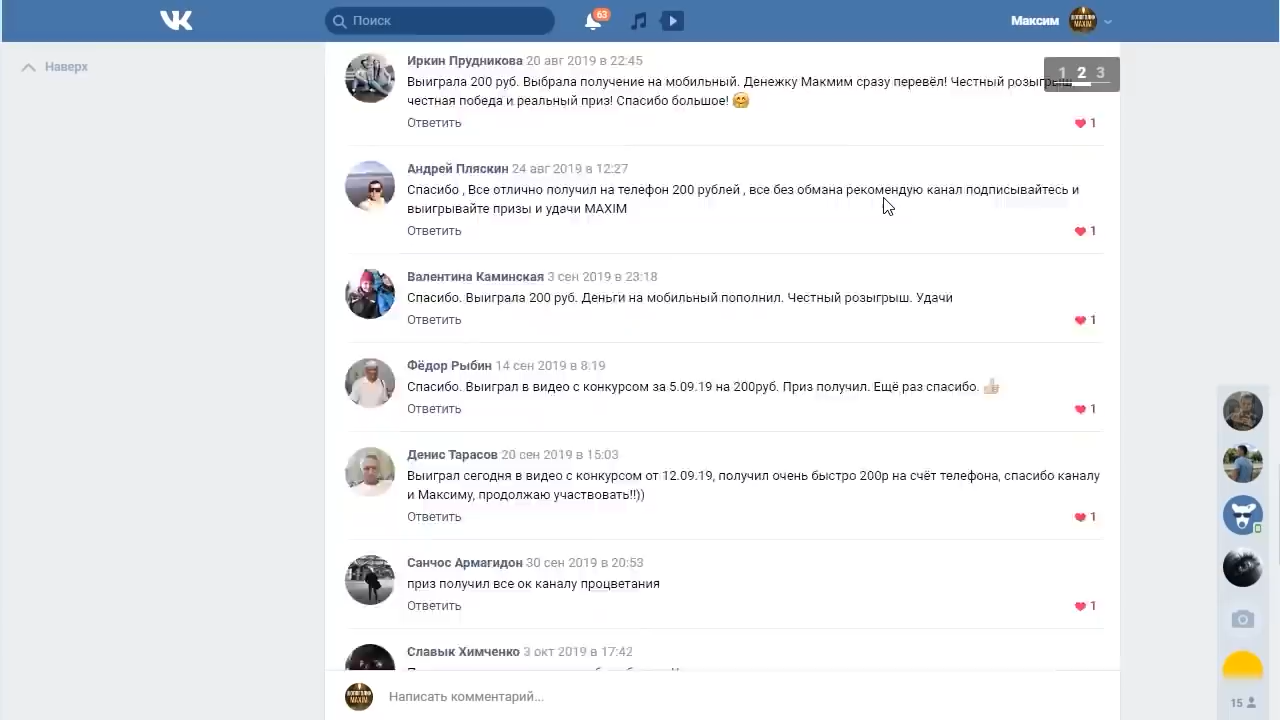 VK
Поиск
63
Максим
Наверх
1 2 3
Иркин Прудникова 20 авг 2019 в 22:45
Выиграла 200 руб. Выбрала получение на мобильный. Денежку Макмим сразу перевёл! Честный розыгрыш,
честная победа и реальный приз! Спасибо большое! 🤗
Ответить
1
Андрей Пляскин 24 авг 2019 в 12:27
Спасибо , Все отлично получил на телефон 200 рублей , все без обмана рекомендую канал подписывайтесь и
выигрывайте призы и удачи MAXIM
Ответить
1
Валентина Каминская 3 сен 2019 в 23:18
Спасибо. Выиграла 200 руб. Деньги на мобильный пополнил. Честный розыгрыш. Удачи
Ответить
1
Фёдор Рыбин 14 сен 2019 в 8:19
Спасибо. Выиграл в видео с конкурсом за 5.09.19 на 200руб. Приз получил. Ещё раз спасибо. 👍
Ответить
1
Денис Тарасов 20 сен 2019 в 15:03
Выиграл сегодня в видео с конкурсом от 12.09.19, получил очень быстро 200р на счёт телефона, спасибо каналу
и Максиму, продолжаю участвовать!!))
Ответить
1
Санчос Армагидон 30 сен 2019 в 20:53
приз получил все ок каналу процветания
Ответить
1
Славык Химченко 3 окт 2019 в 17:42
Написать комментарий...
15